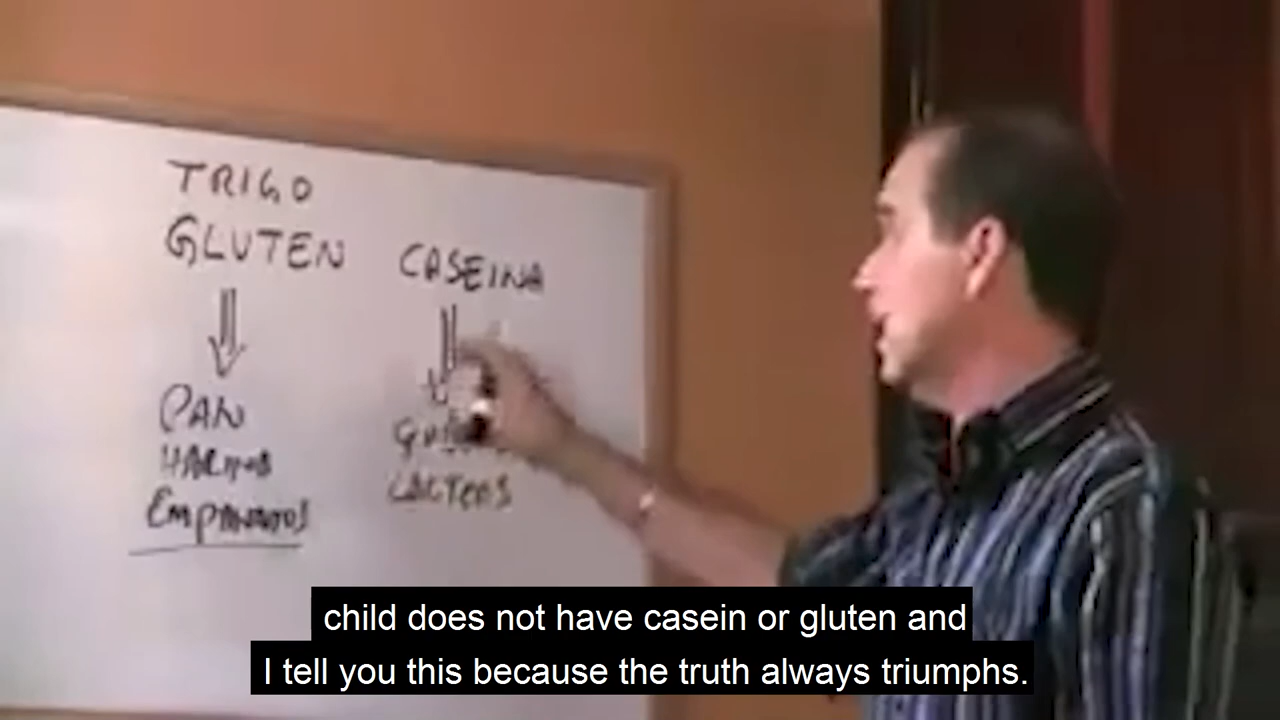 TRIGO
GLUTEN
PAN
HARINAS
EMPANADOS
CASEINA
LACTEOS
child does not have casein or gluten and
I tell you this because the truth always triumphs.